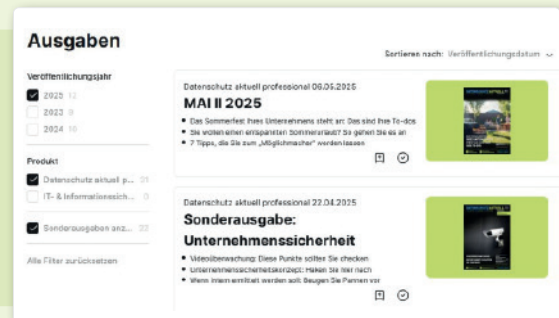 Ausgaben
Sortieren nach: Veröffentlichungsdatum
Veröffentlichungsjahr
2025 12
2023 9
2024 10
Produkt
Datenschutz aktuell p...
IT- & Informationssich... 0
Sonderausgaben anz... 22
Alle Filter zurücksetzen
Datenschutz aktuell professional 06.05.2025
MAI II 2025
Das Sommerfest Ihres Unternehmens steht an: Das sind Ihre To-dos
Sie wollen einen entspannten Sommerurlaub? So gehen Sie es an
7 Tipps, die Sie zum „Möglichmacher“ werden lassen
Datenschutz aktuell professional 22.04.2025
Sonderausgabe:
Unternehmenssicherheit
Videoüberwachung: Diese Punkte sollten Sie checken
Unternehmenssicherheitskonzept: Haken Sie hier nach
Wenn intern ermittelt werden soll: Beugen Sie Pannen vor